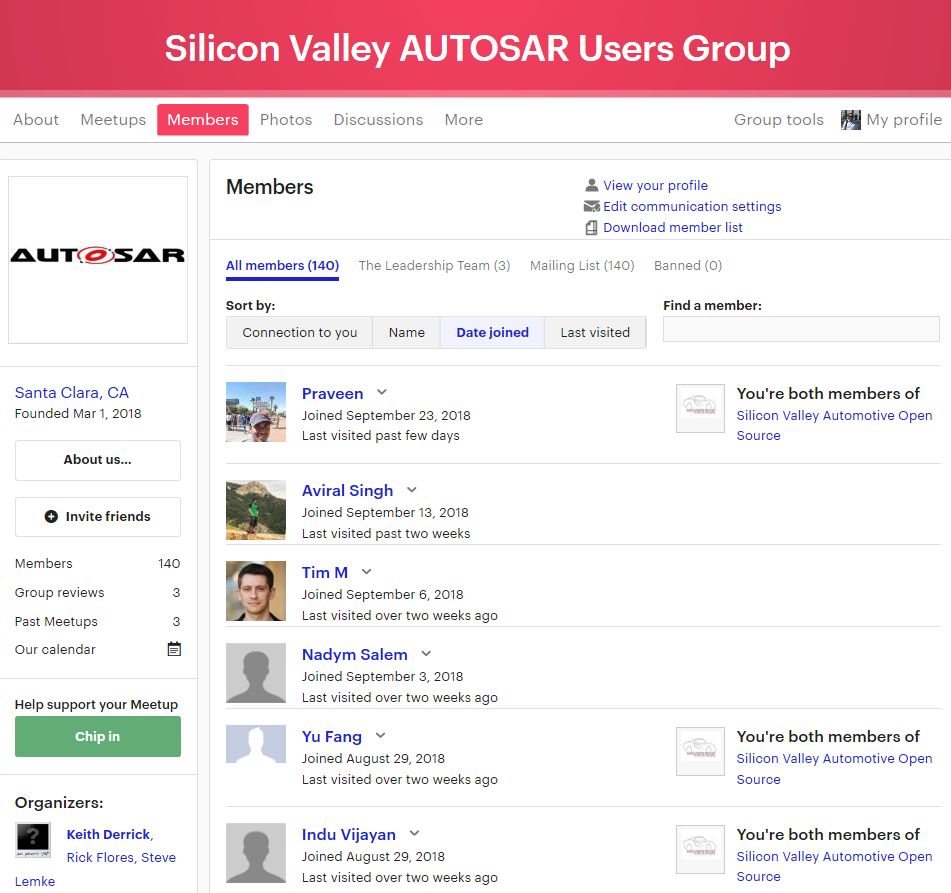 Silicon Valley AUTOSAR Users Group
About Meetups Members Photos Discussions More Group tools My profile
AUTOSAR
Santa Clara, CA
Founded Mar 1, 2018
About us...
Invite friends
Members 140
Group reviews 3
Past Meetups 3
Our calendar
Help support your Meetup
Chip in
Organizers:
Keith Derrick,
Rick Flores, Steve
Lemke
Members
View your profile
Edit communication settings
Download member list
All members (140) The Leadership Team (3) Mailing List (140) Banned (0)
Sort by:
Connection to you Name Date joined Last visited
Find a member:
Praveen
Joined September 23, 2018
Last visited past few days
You're both members of
Silicon Valley Automotive Open
Source
Aviral Singh
Joined September 13, 2018
Last visited past two weeks
Tim M
Joined September 6, 2018
Last visited over two weeks ago
Nadym Salem
Joined September 3, 2018
Last visited over two weeks ago
Yu Fang
Joined August 29, 2018
Last visited over two weeks ago
You're both members of
Silicon Valley Automotive Open
Source
Indu Vijayan
Joined August 29, 2018
Last visited over two weeks ago
You're both members of
Silicon Valley Automotive Open
Source